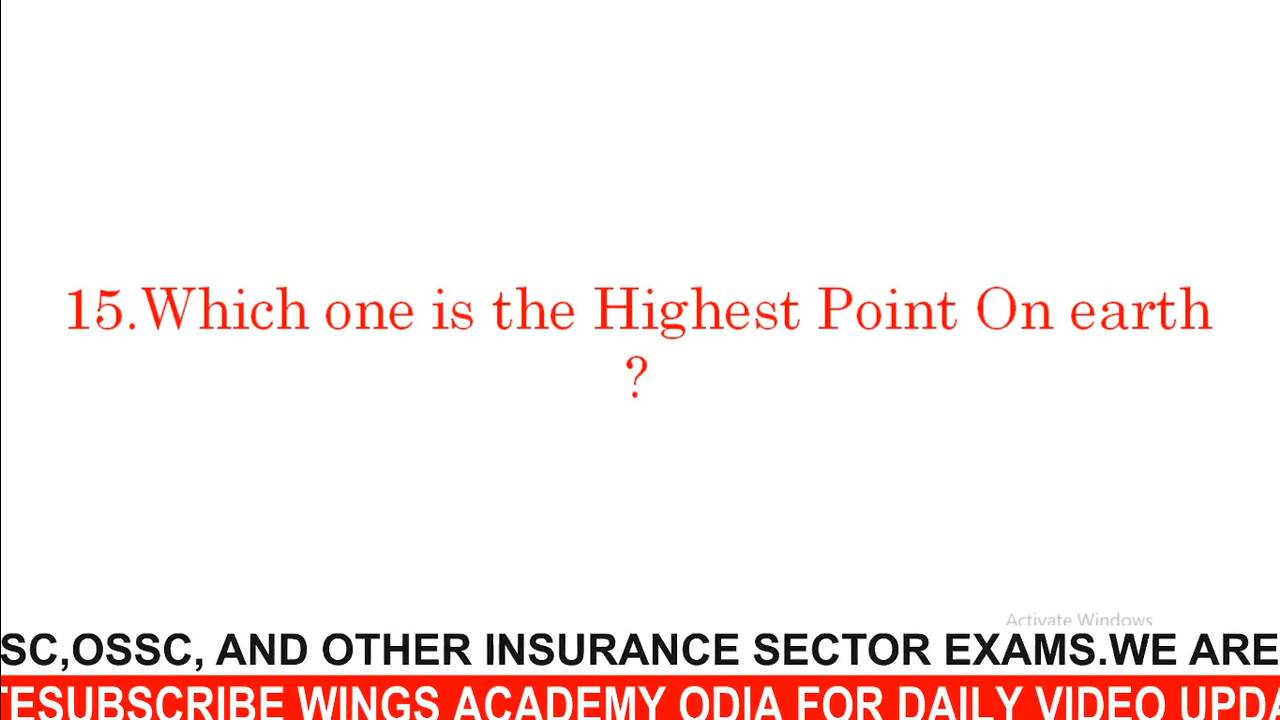 15.Which one is the Highest Point On earth
?
Activate Windows
SC,OSSC, AND OTHER INSURANCE SECTOR EXAMS.WE ARE
TESUBSCRIBE WINGS ACADEMY ODIA FOR DAILY VIDEO UPDA